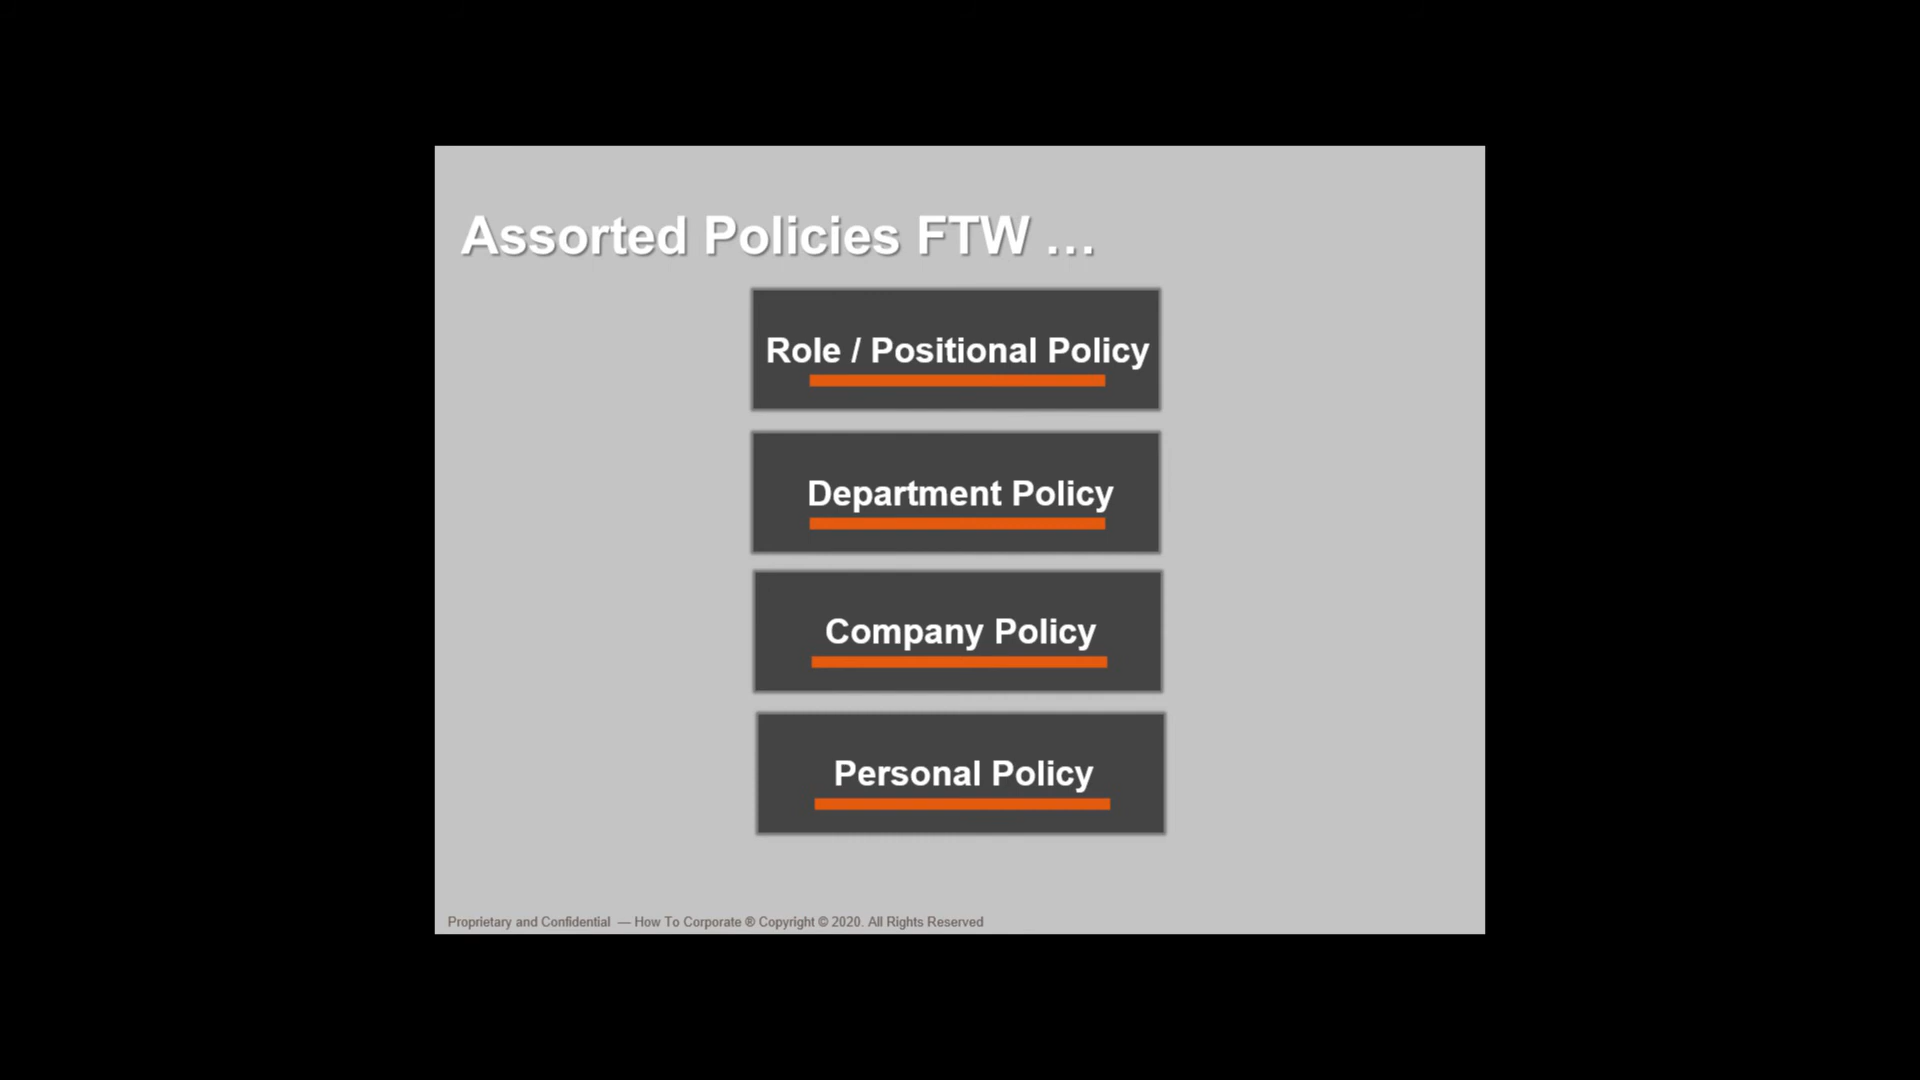 Assorted Policies FTW ...
Role / Positional Policy
Department Policy
Company Policy
Personal Policy
Proprietary and Confidential — How To Corporate ® Copyright © 2020. All Rights Reserved